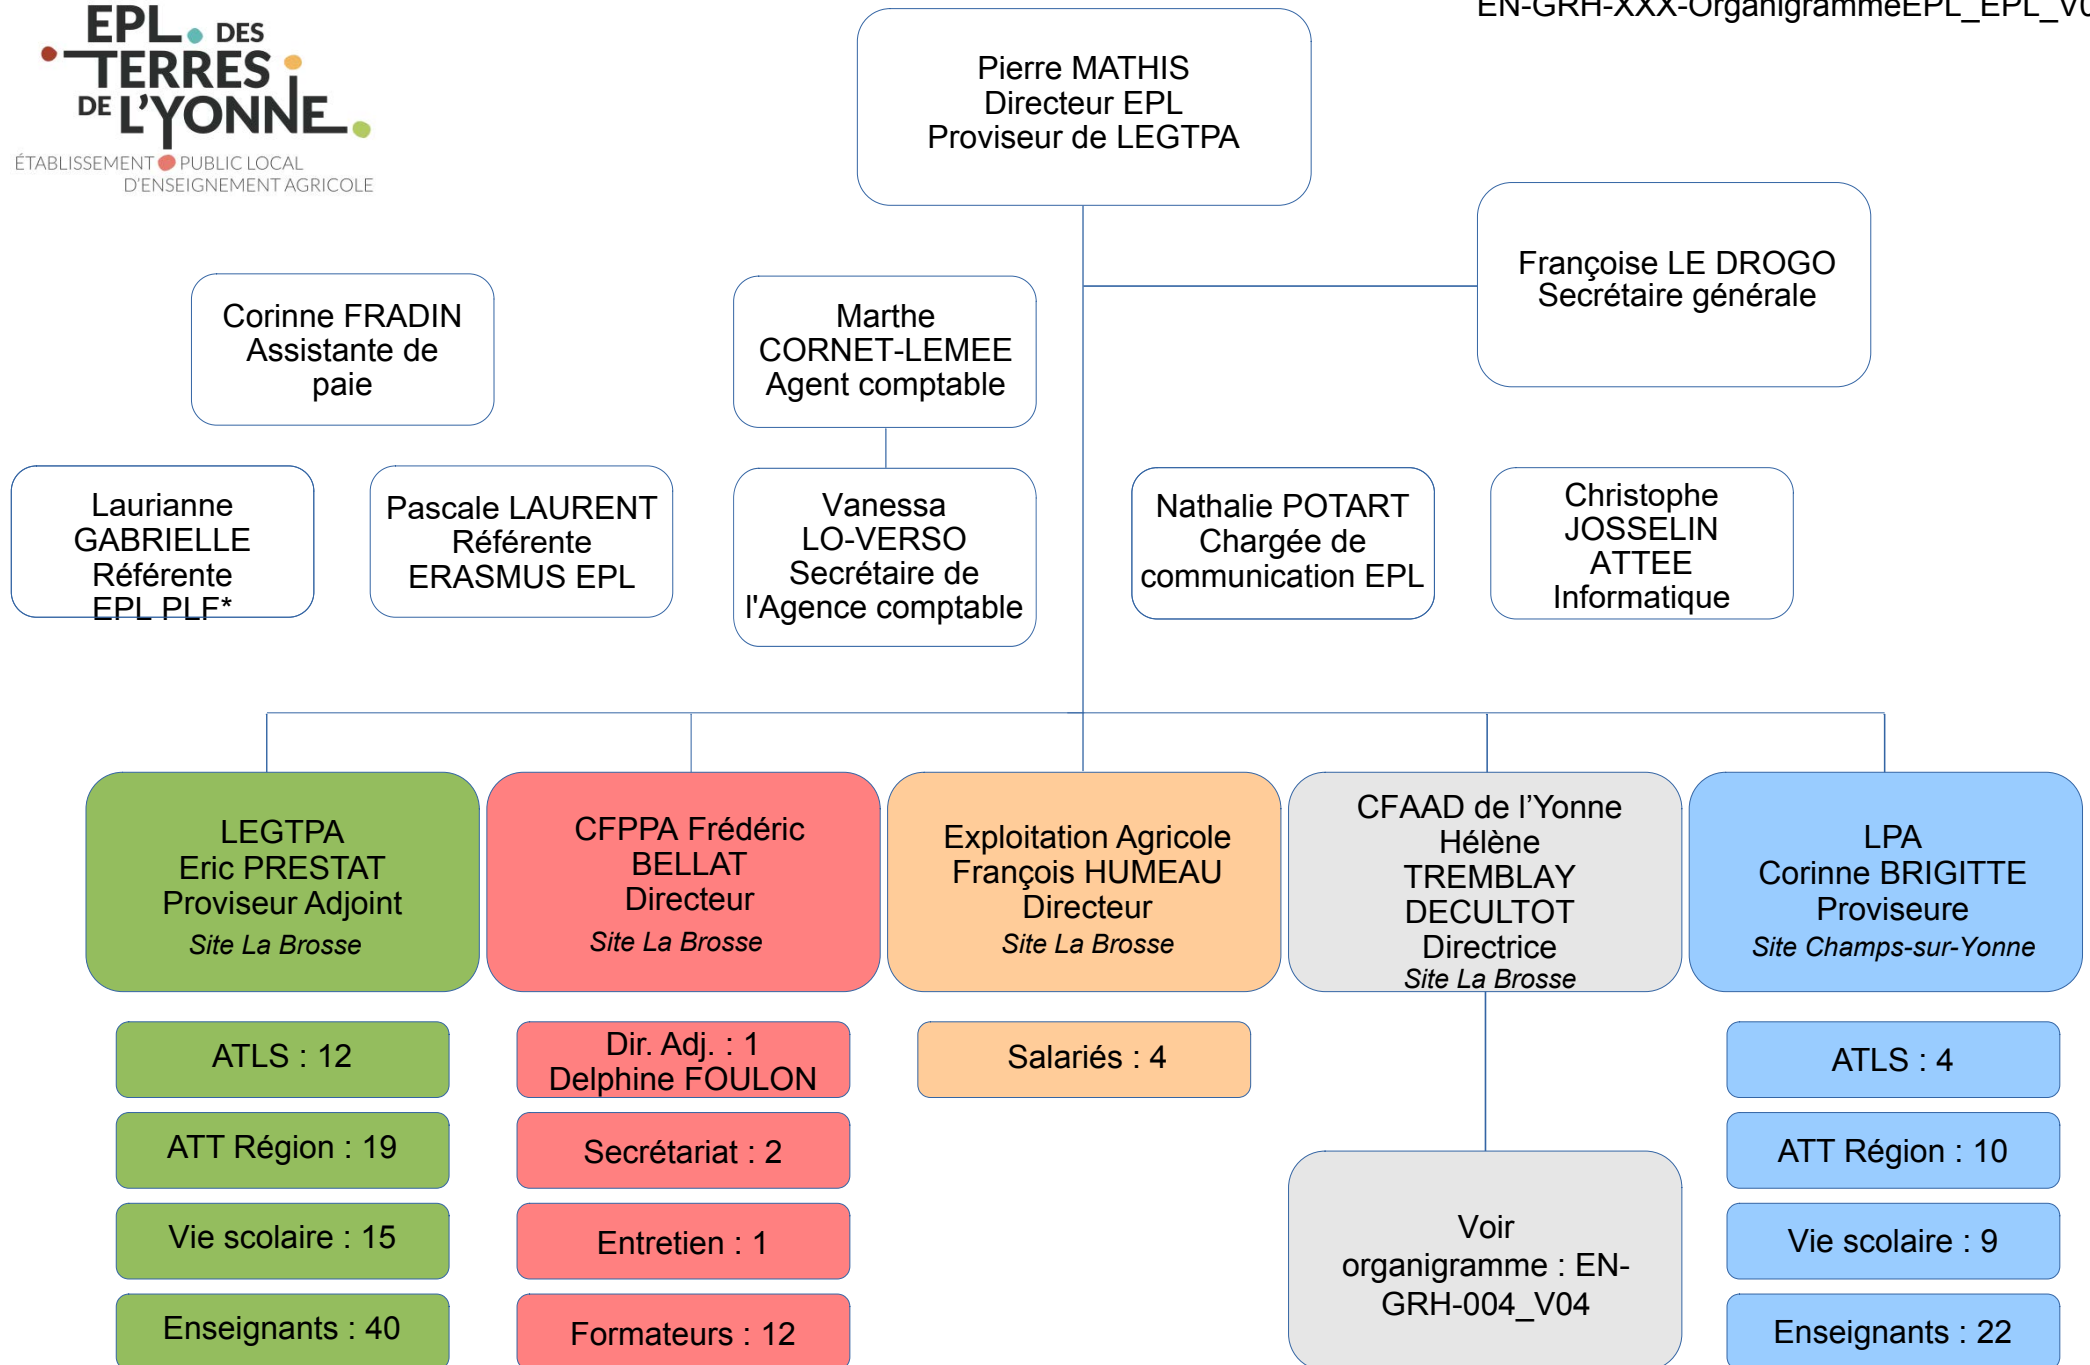 EPL DES
TERRES
DE L'YONNE
ÉTABLISSEMENT PUBLIC LOCAL
D'ENSEIGNEMENT AGRICOLE
EN-GRH-XXX-OrganigrammeEPL_EPL_V0
Pierre MATHIS
Directeur EPL
Proviseur de LEGTPA
Françoise LE DROGO
Secrétaire générale
Corinne FRADIN
Assistante de
paie
Marthe
CORNET-LEMEE
Agent comptable
Laurianne
GABRIELLE
Référente
EPL PLF*
Pascale LAURENT
Référente
ERASMUS EPL
Vanessa
LO-VERSO
Secrétaire de
l'Agence comptable
Nathalie POTART
Chargée de
communication EPL
Christophe
JOSSELIN
ATTEE
Informatique
LEGTPA
Eric PRESTAT
Proviseur Adjoint
Site La Brosse
CFPPA Frédéric
BELLAT
Directeur
Site La Brosse
Exploitation Agricole
François HUMEAU
Directeur
Site La Brosse
CFAAD de l’Yonne
Hélène
TREMBLAY
DECULTOT
Directrice
Site La Brosse
LPA
Corinne BRIGITTE
Proviseure
Site Champs-sur-Yonne
ATLS : 12
ATT Région : 19
Vie scolaire : 15
Enseignants : 40
Dir. Adj. : 1
Delphine FOULON
Secrétariat : 2
Entretien : 1
Formateurs : 12
Salariés : 4
Voir
organigramme : EN-
GRH-004_V04
ATLS : 4
ATT Région : 10
Vie scolaire : 9
Enseignants : 22